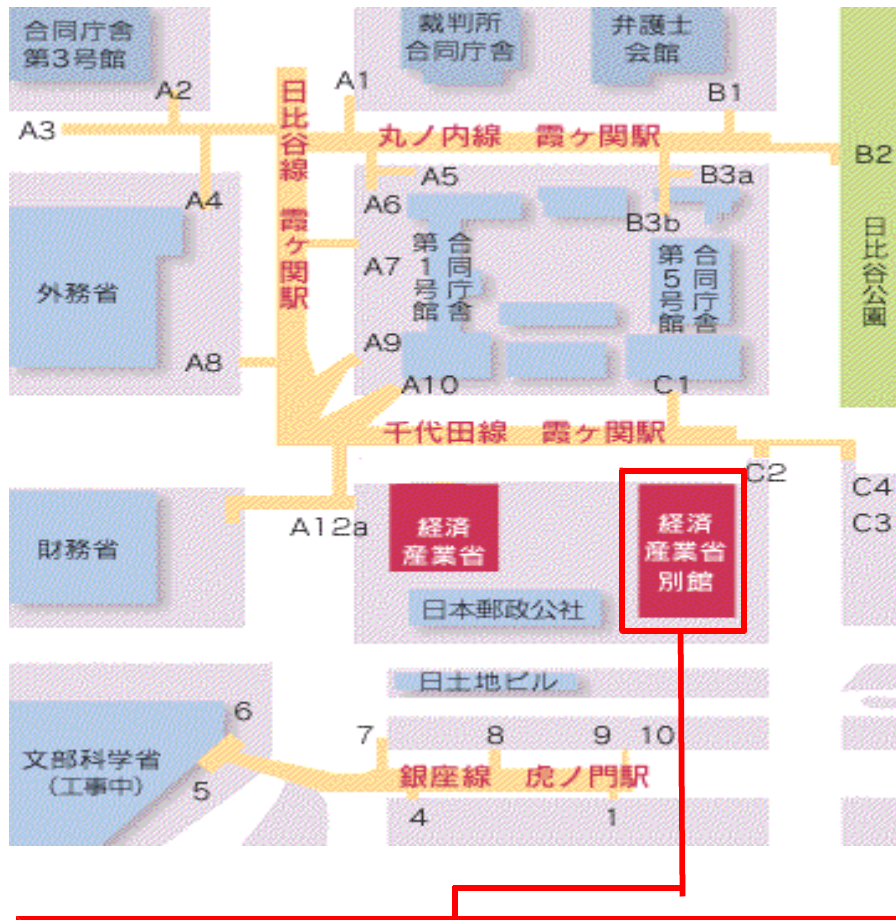 合同庁舎
第3号館
裁判所
合同庁舎
弁護士
会館
A2
A1
B1
A3
丸ノ内線 霞ヶ関駅
B2
日比谷線 霞ヶ関駅
A5
B3a
A4
A6
B3b
日比谷公園
外務省
A7
合同庁舎
第1号館
合同庁舎
第5号館
A9
A8
A10
C1
千代田線 霞ヶ関駅
C2
C4
C3
A12a
財務省
経済
産業省
経済
産業省
別館
日本郵政公社
日土地ビル
6
7
8
9
10
文部科学省
(工事中)
5
銀座線 虎ノ門駅
4
1